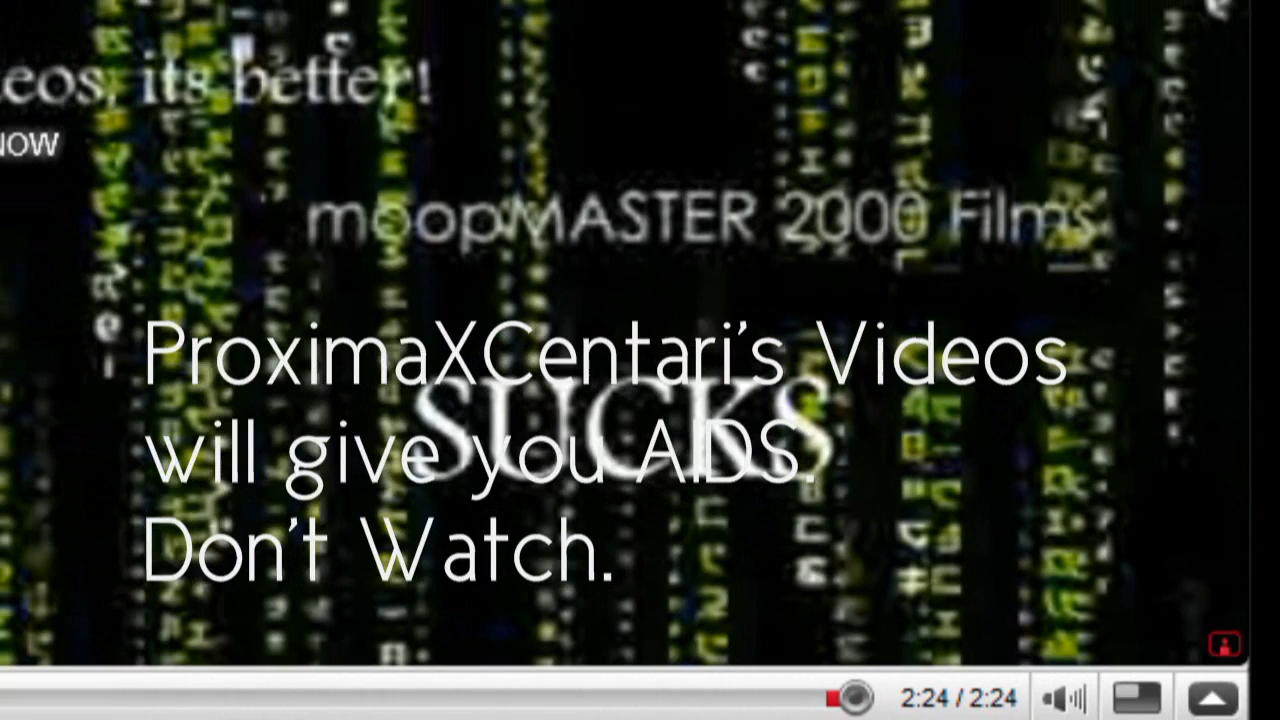 eos, its better!
NOW
moopMASTER 2000 Films
SUCKS
ProximaXCentari's Videos
will give you AIDS.
Don't Watch.
2:24 / 2:24